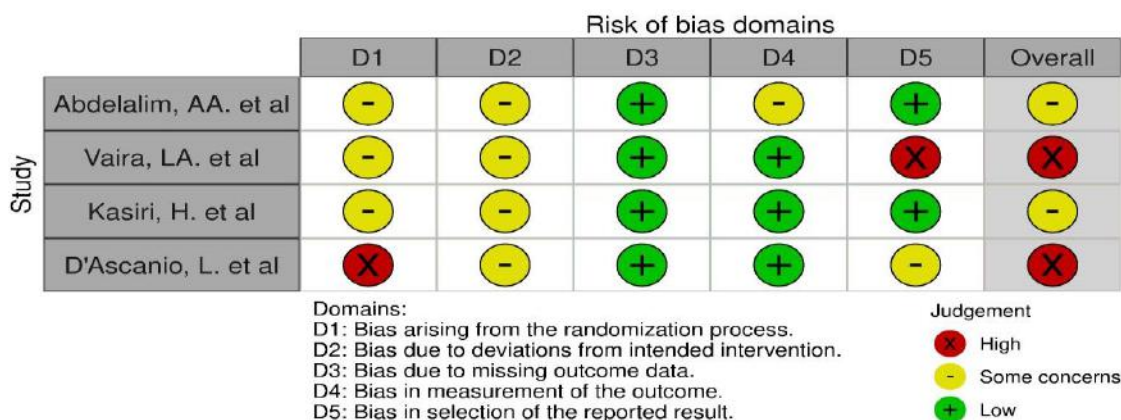 Risk of bias domains
D1 D2 D3 D4 D5 Overall
Study
Abdelalim, AA. et al - - + - + -
Vaira, LA. et al - - + + X X
Kasiri, H. et al - - + + + -
D'Ascanio, L. et al X - + + - X
Domains:
D1: Bias arising from the randomization process.
D2: Bias due to deviations from intended intervention.
D3: Bias due to missing outcome data.
D4: Bias in measurement of the outcome.
D5: Bias in selection of the reported result.
Judgement
X High
- Some concerns
+ Low